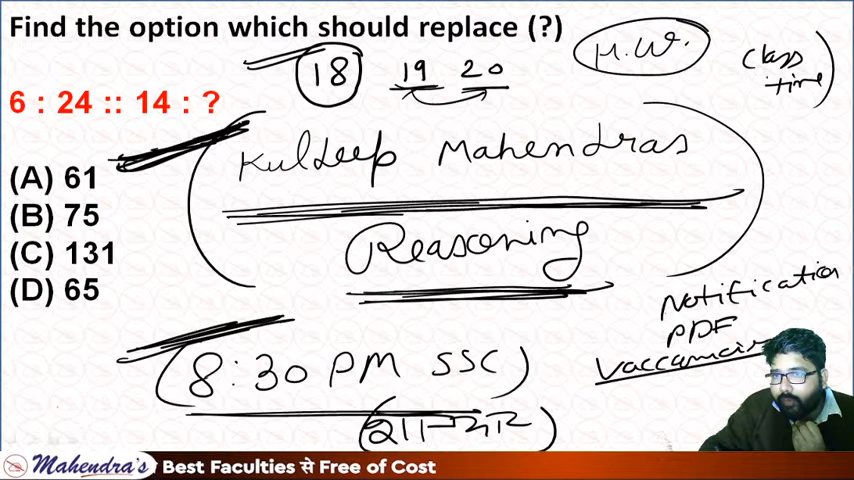 Find the option which should replace (?)
18 19 20
H.W.
Class time
6 : 24 :: 14 : ?
Kuldeep Mahendras
Reasoning
(A) 61
(B) 75
(C) 131
(D) 65
Notification
PDF
8:30 PM SSC
Mahendra's Best Faculties से Free of Cost